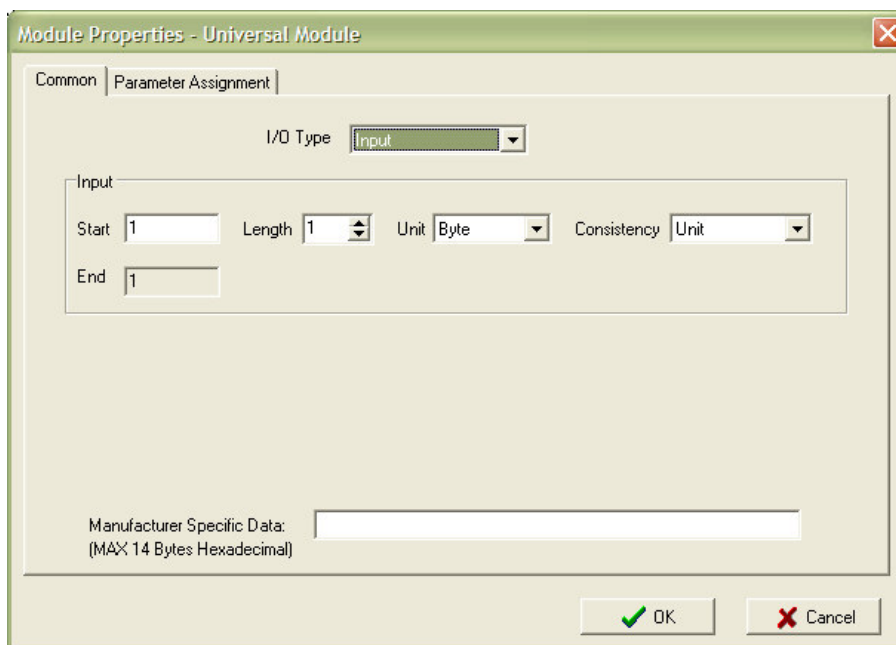 Module Properties - Universal Module
Common Parameter Assignment
I/O Type Input
Input
Start 1 Length 1 Unit Byte Consistency Unit
End 1
Manufacturer Specific Data:
(MAX 14 Bytes Hexadecimal)
OK Cancel